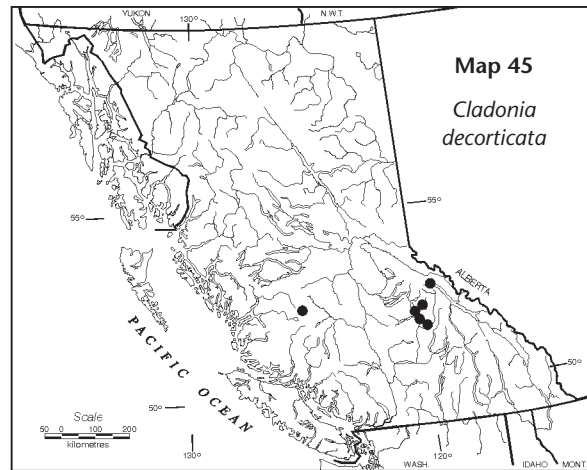 YUKON
130°
N.W.T.
Map 45
Cladonia
decorticata
55°
55°
ALBERTA
PACIFIC OCEAN
50°
50°
Scale
50 0 100 200
kilometres
130°
120°
WASH.
IDAHO
MONT.